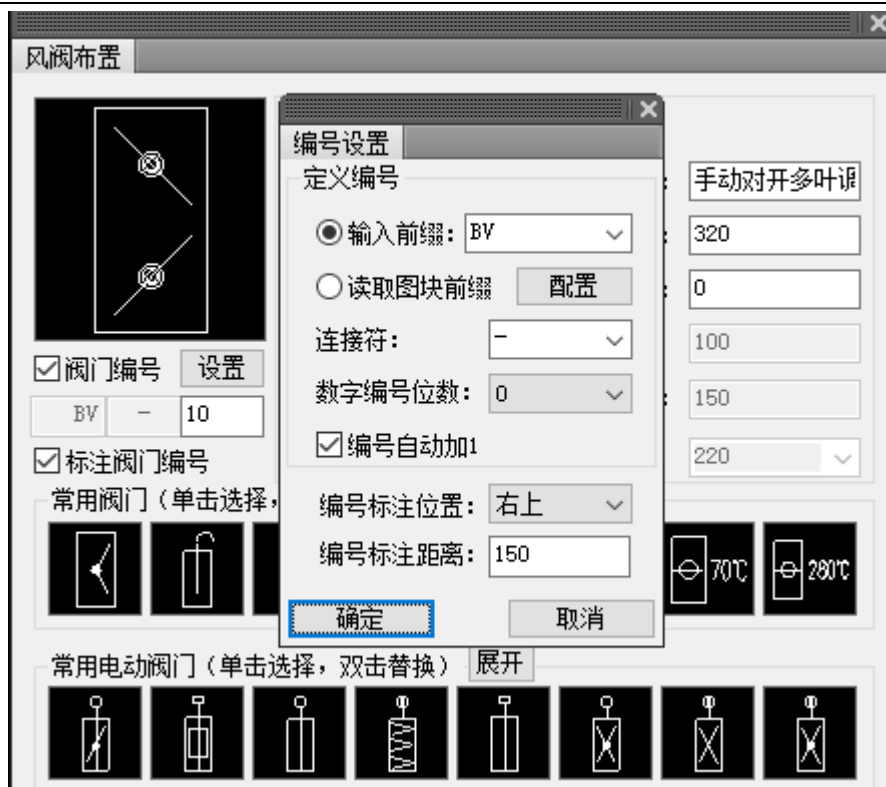 风阀布置
编号设置
定义编号
输入前缀: BV
读取图块前缀 配置
连接符: -
数字编号位数: 0
编号自动加1
编号标注位置: 右上
编号标注距离: 150
确定 取消
: 手动对开多叶调
: 320
: 0
100
: 150
220
阀门编号 设置
BV - 10
标注阀门编号
常用阀门(单击选择,
70℃ 280℃
常用电动阀门(单击选择,双击替换) 展开